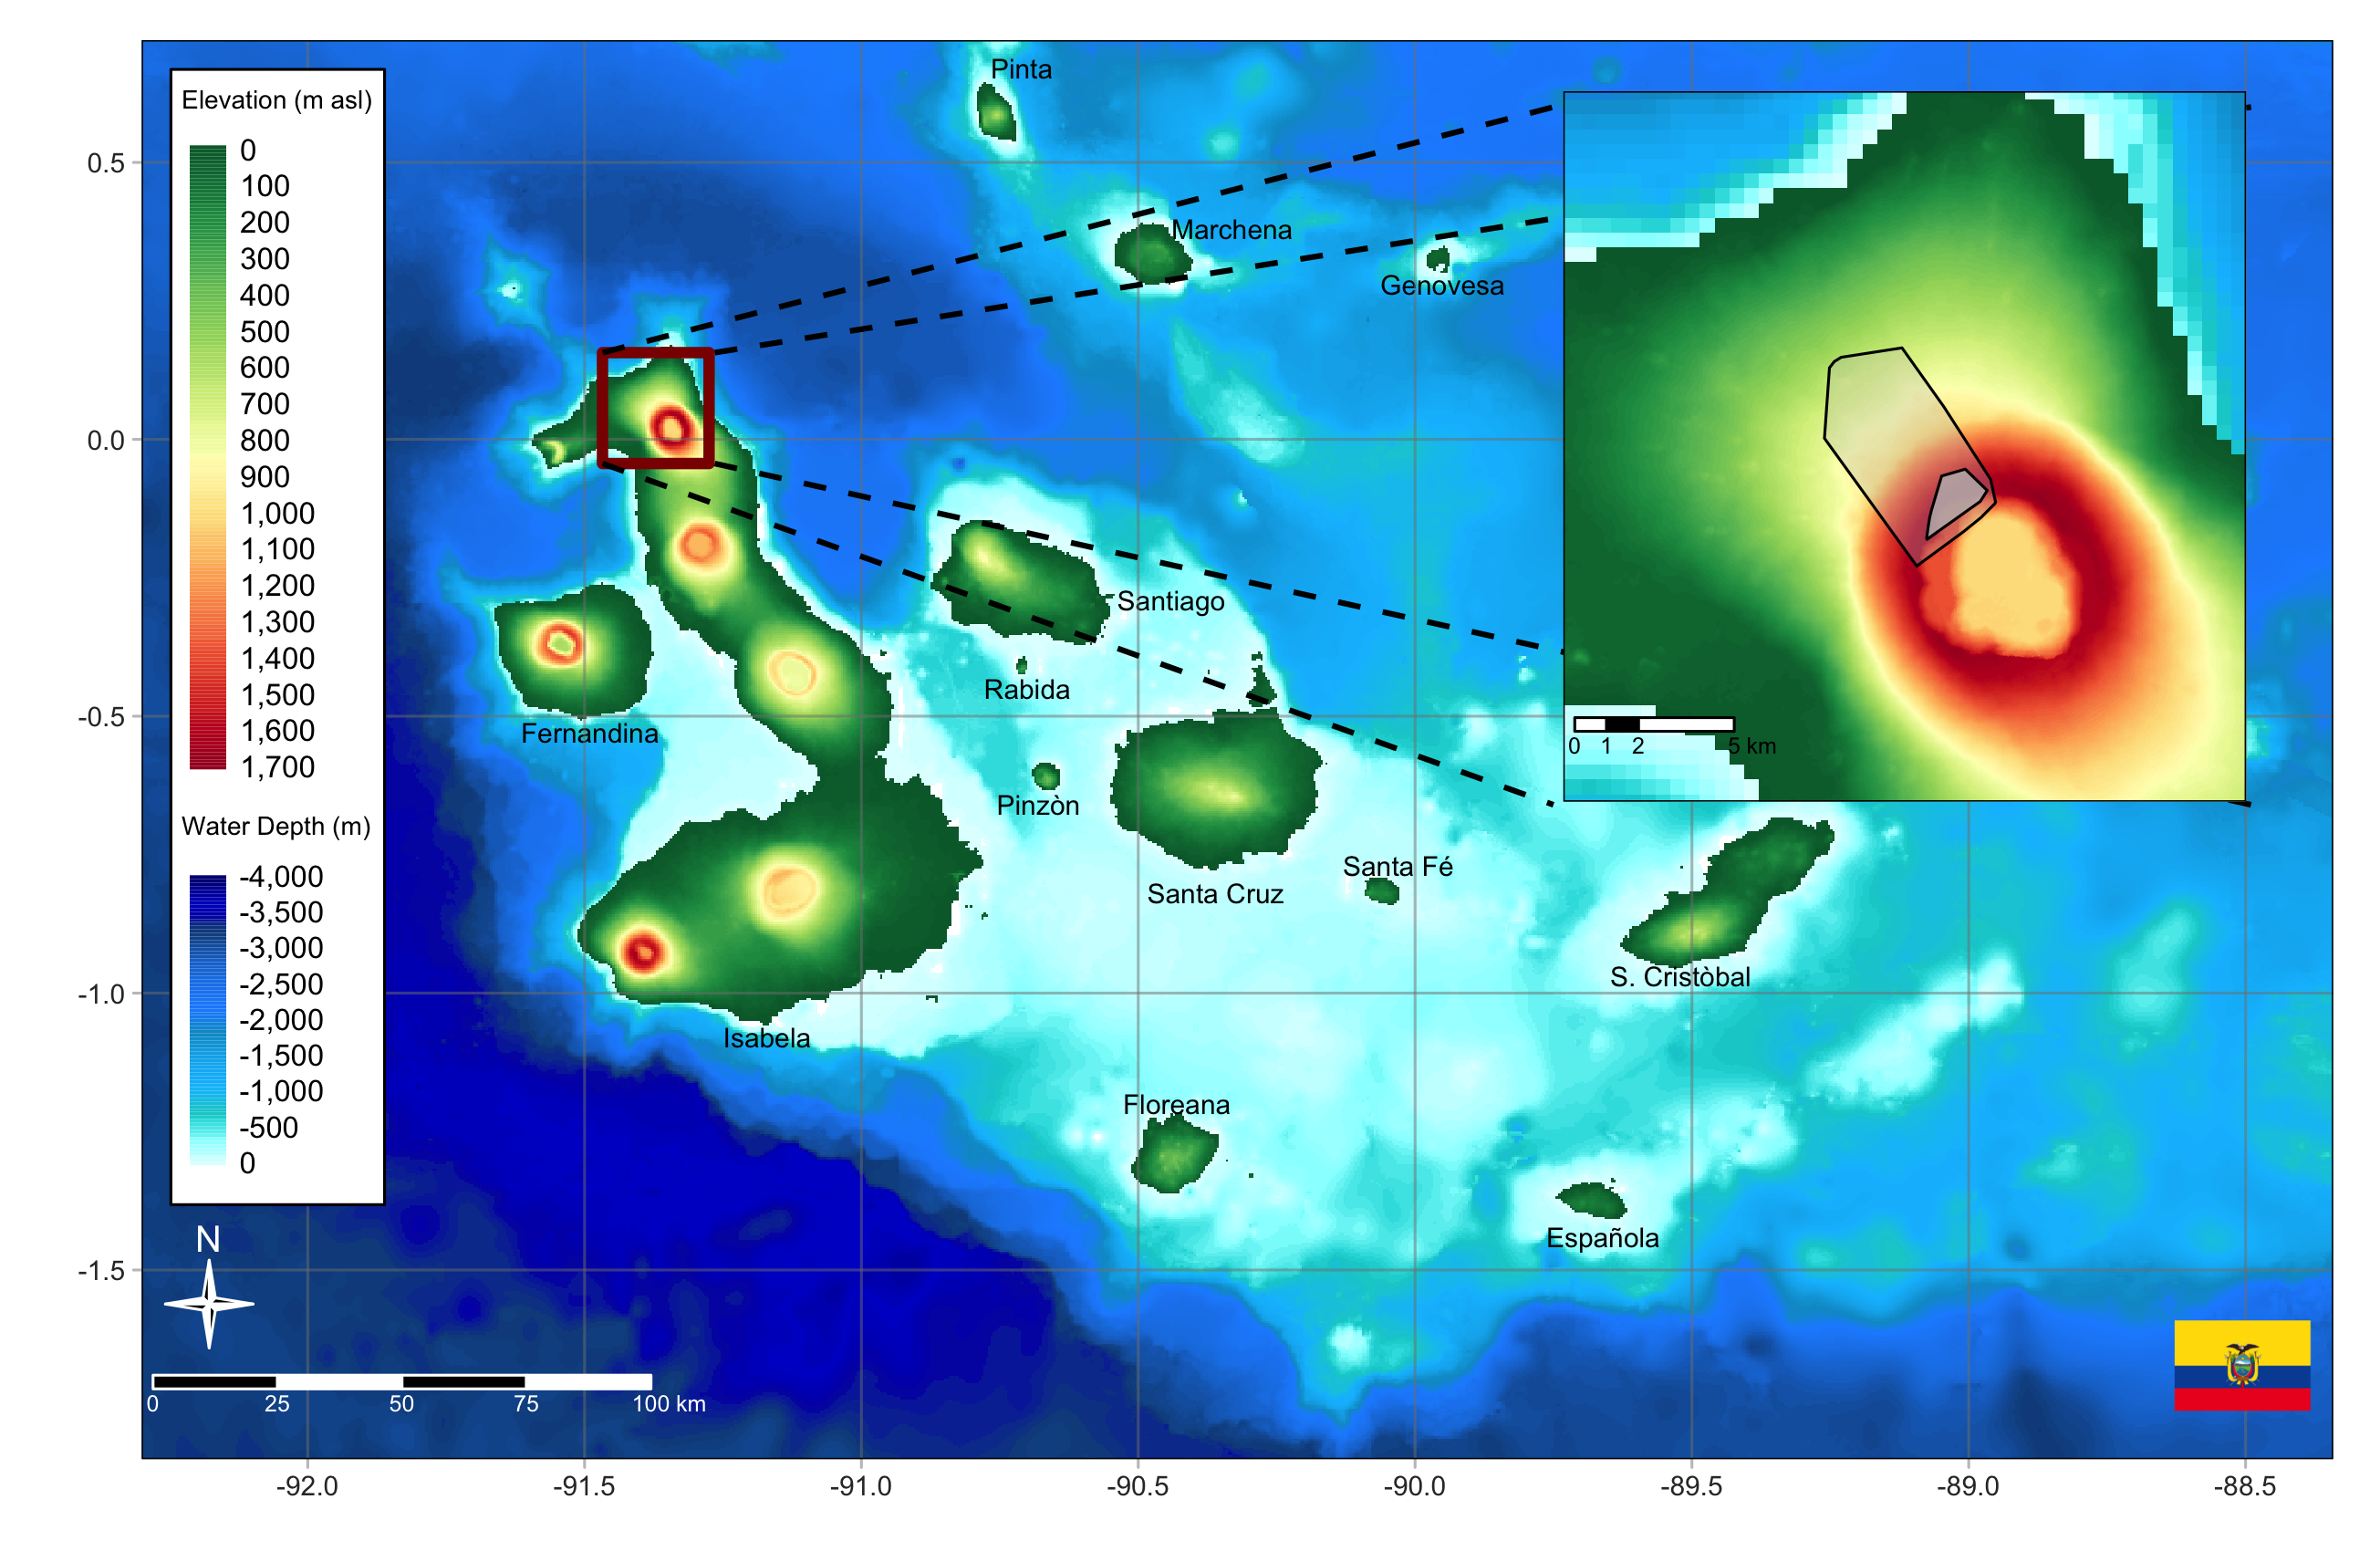 Elevation (m asl)
0
100
200
300
400
500
600
700
800
900
1,000
1,100
1,200
1,300
1,400
1,500
1,600
1,700
Water Depth (m)
-4,000
-3,500
-3,000
-2,500
-2,000
-1,500
-1,000
-500
0
N
0 25 50 75 100 km
0.5
0.0
-0.5
-1.0
-1.5
-92.0 -91.5 -91.0 -90.5 -90.0 -89.5 -89.0 -88.5
Pinta
Marchena
Genovesa
Santiago
Rabida
Fernandina
Pinzòn
Santa Fé
Santa Cruz
S. Cristòbal
Isabela
Floreana
Española
0 1 2 5 km